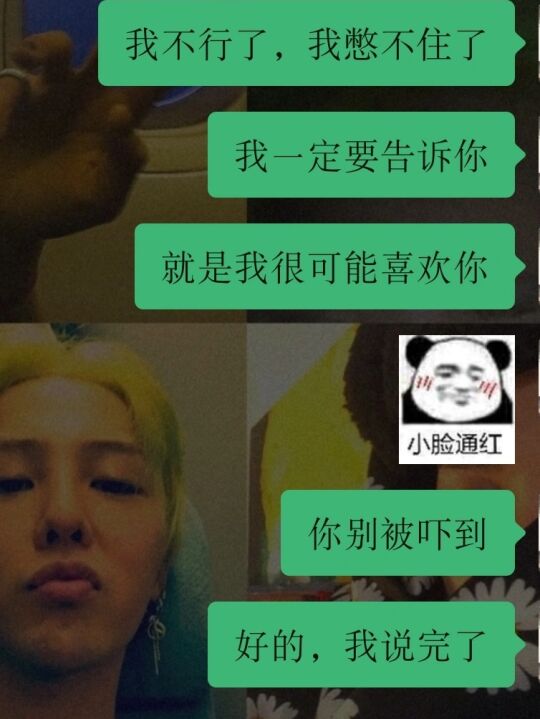 我不行了，我憋不住了
我一定要告诉你
就是我很可能喜欢你
小脸通红
你别被吓到
好的，我说完了